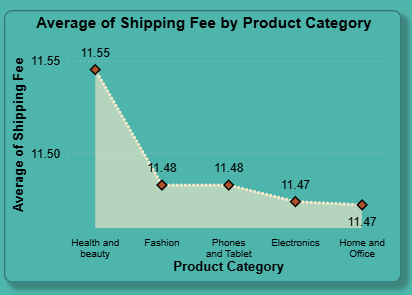 Average of Shipping Fee by Product Category
Average of Shipping Fee
11.55
11.50
11.55
11.48
11.48
11.47
11.47
Health and
beauty
Fashion
Phones
and Tablet
Electronics
Home and
Office
Product Category